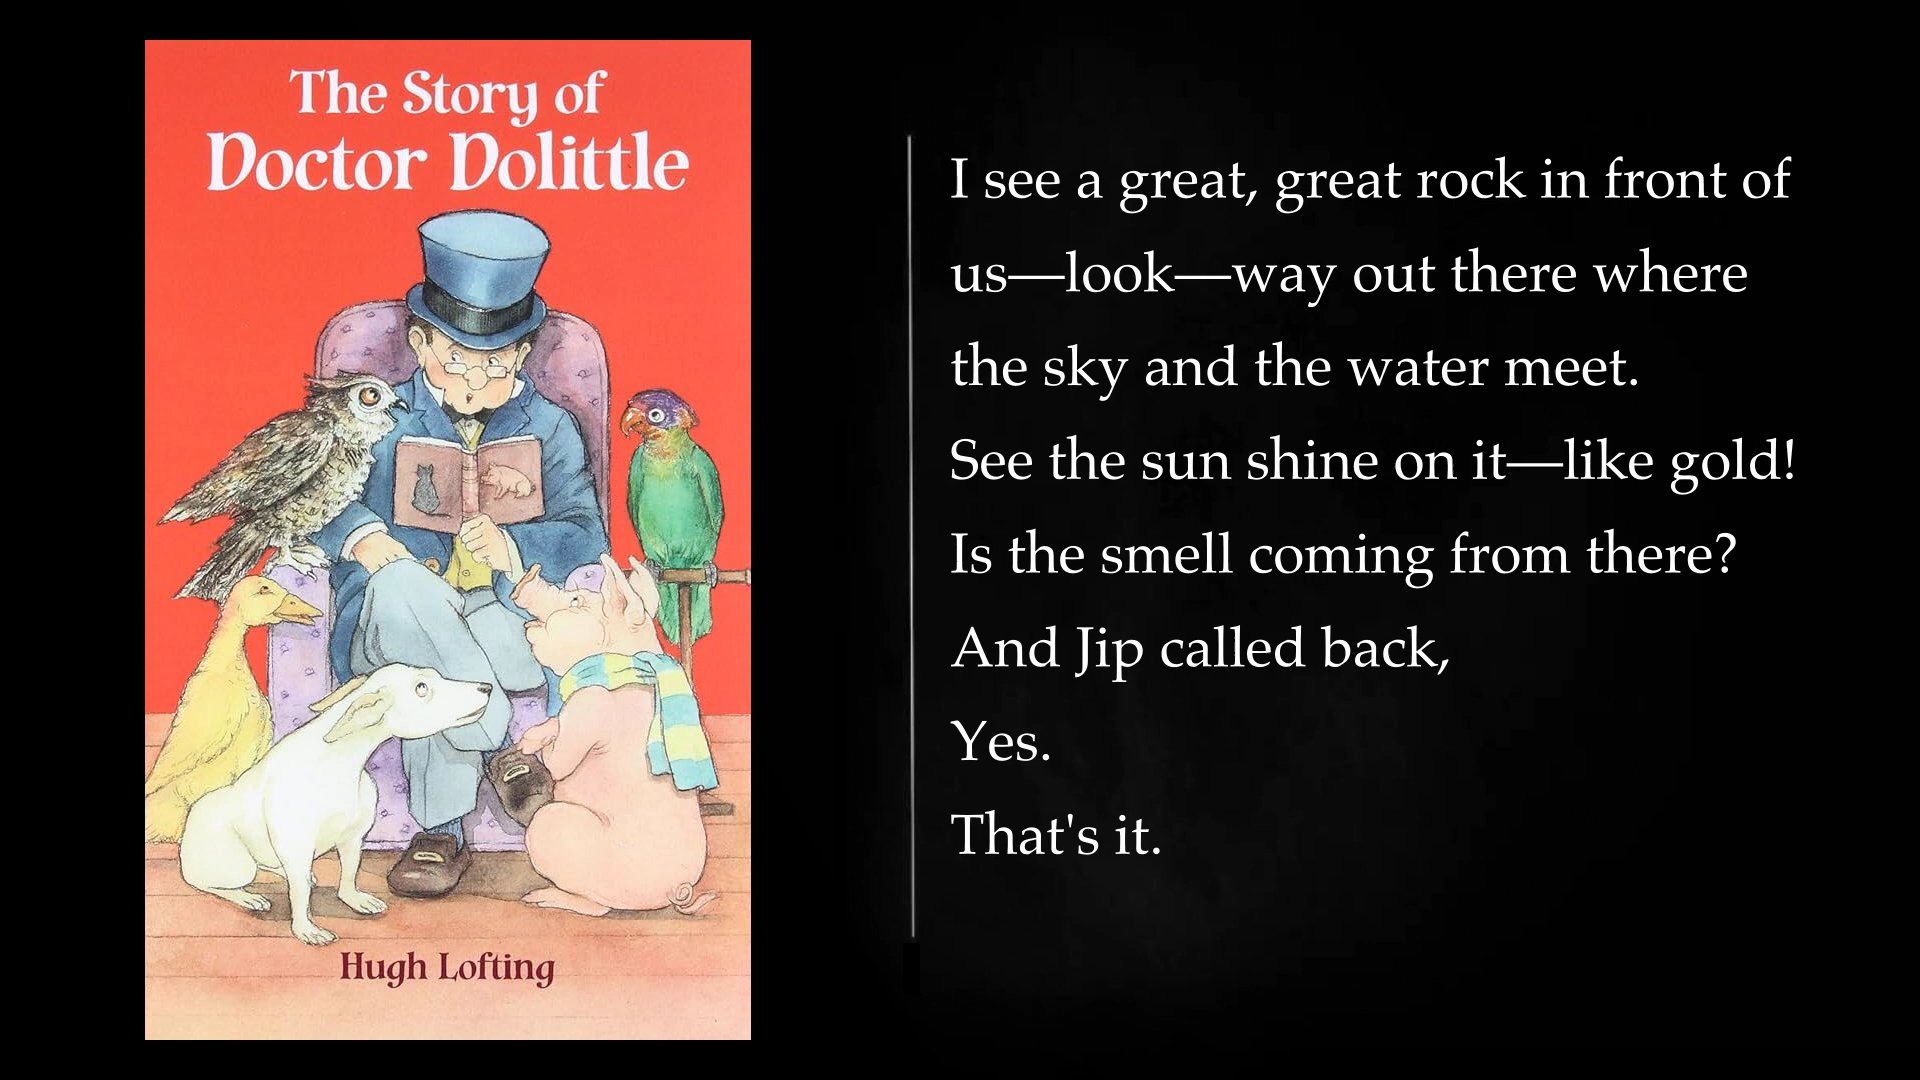 The Story of
Doctor Dolittle
Hugh Lofting
I see a great, great rock in front of
us—look—way out there where
the sky and the water meet.
See the sun shine on it—like gold!
Is the smell coming from there?
And Jip called back,
Yes.
That's it.